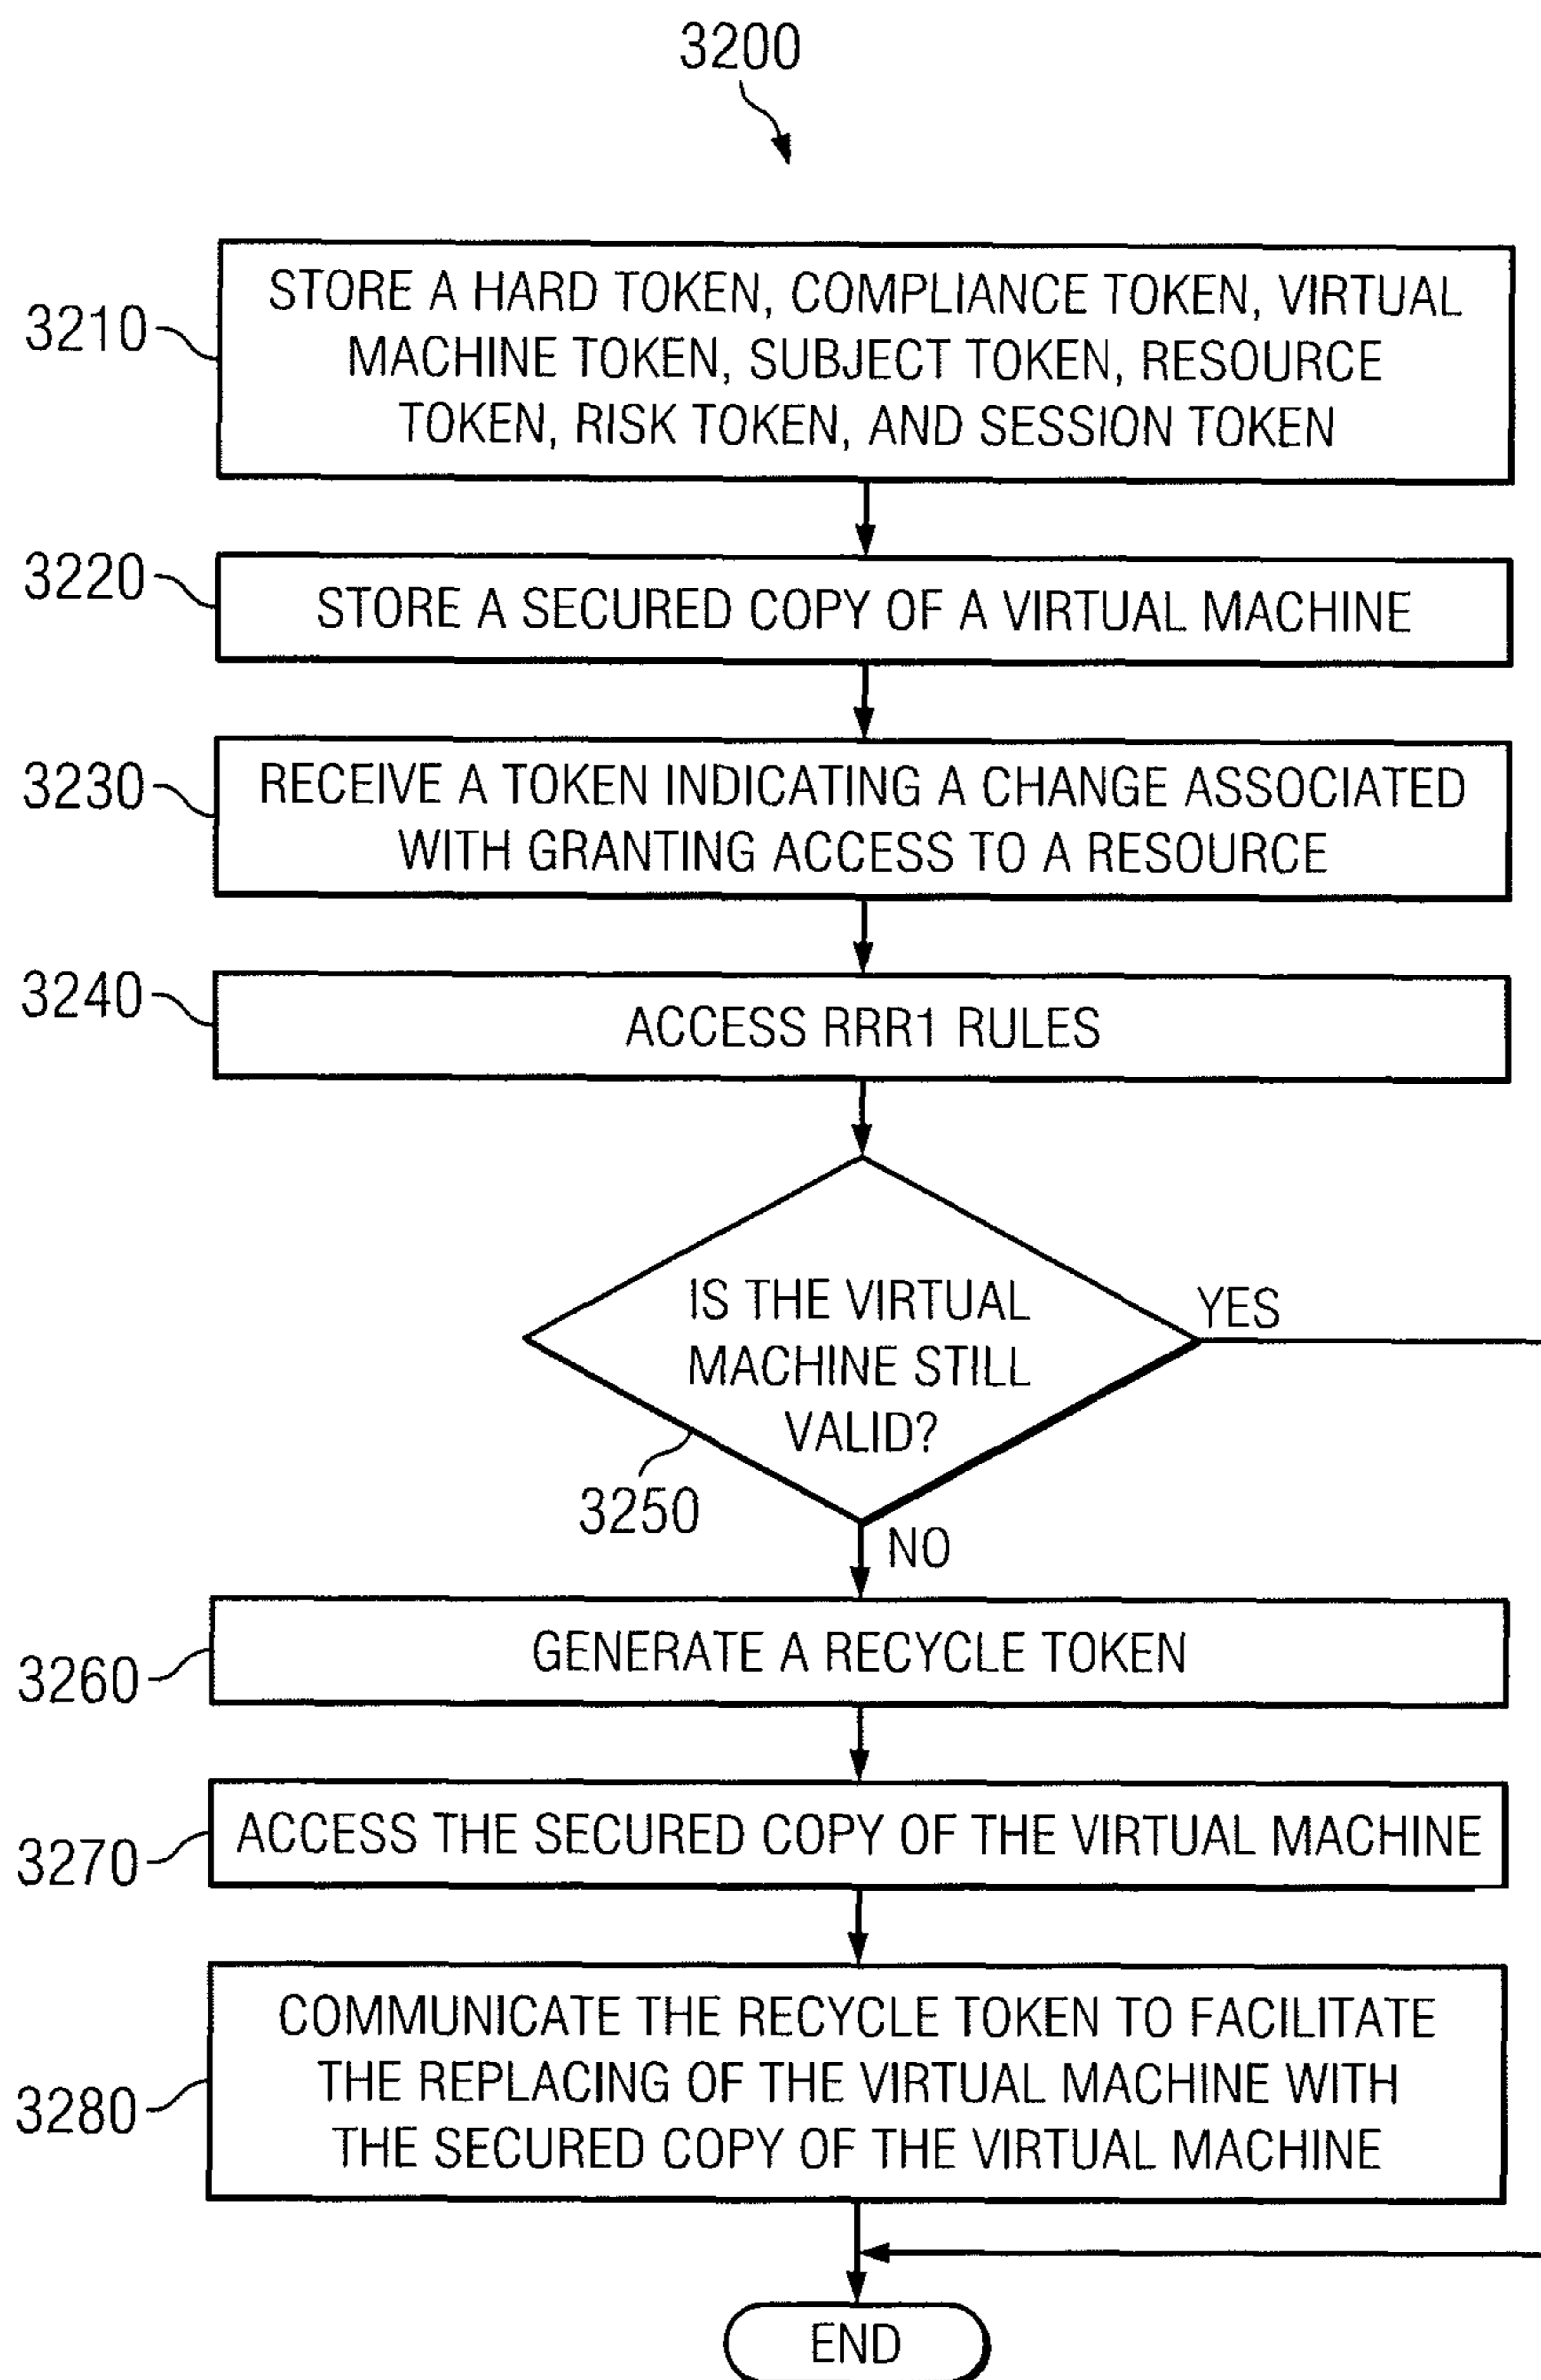 3200
3210
STORE A HARD TOKEN, COMPLIANCE TOKEN, VIRTUAL
MACHINE TOKEN, SUBJECT TOKEN, RESOURCE
TOKEN, RISK TOKEN, AND SESSION TOKEN
3220
STORE A SECURED COPY OF A VIRTUAL MACHINE
3230
RECEIVE A TOKEN INDICATING A CHANGE ASSOCIATED
WITH GRANTING ACCESS TO A RESOURCE
3240
ACCESS RRR1 RULES
IS THE VIRTUAL
MACHINE STILL
VALID?
YES
3250
NO
3260
GENERATE A RECYCLE TOKEN
3270
ACCESS THE SECURED COPY OF THE VIRTUAL MACHINE
3280
COMMUNICATE THE RECYCLE TOKEN TO FACILITATE
THE REPLACING OF THE VIRTUAL MACHINE WITH
THE SECURED COPY OF THE VIRTUAL MACHINE
END